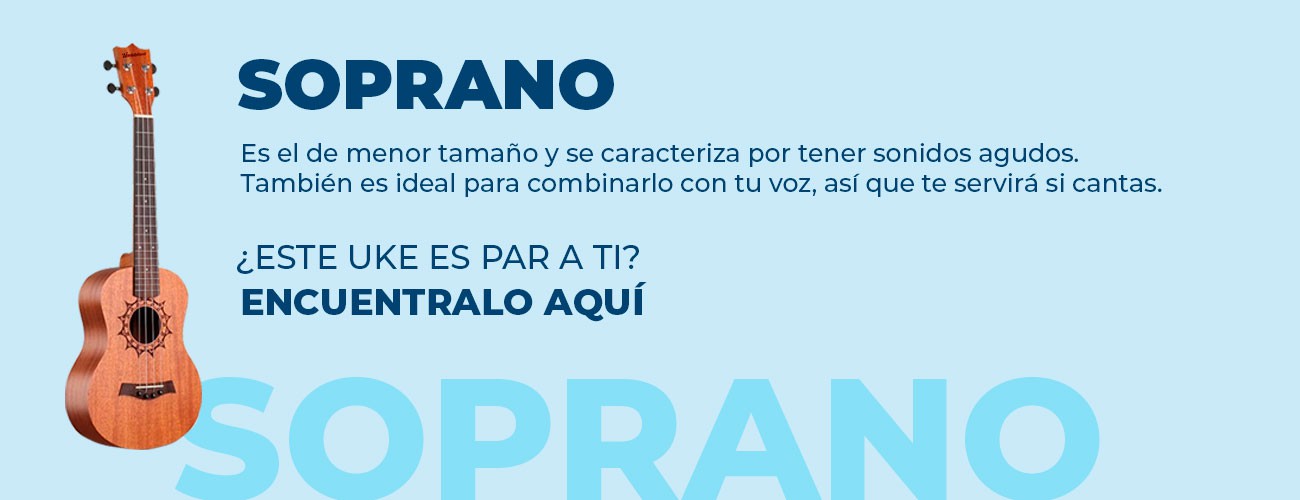 SOPRANO
Es el de menor tamaño y se caracteriza por tener sonidos agudos.
También es ideal para combinarlo con tu voz, así que te servirá si cantas.
¿ESTE UKE ES PAR A TI?
ENCUENTRALO AQUÍ
SOPRANO